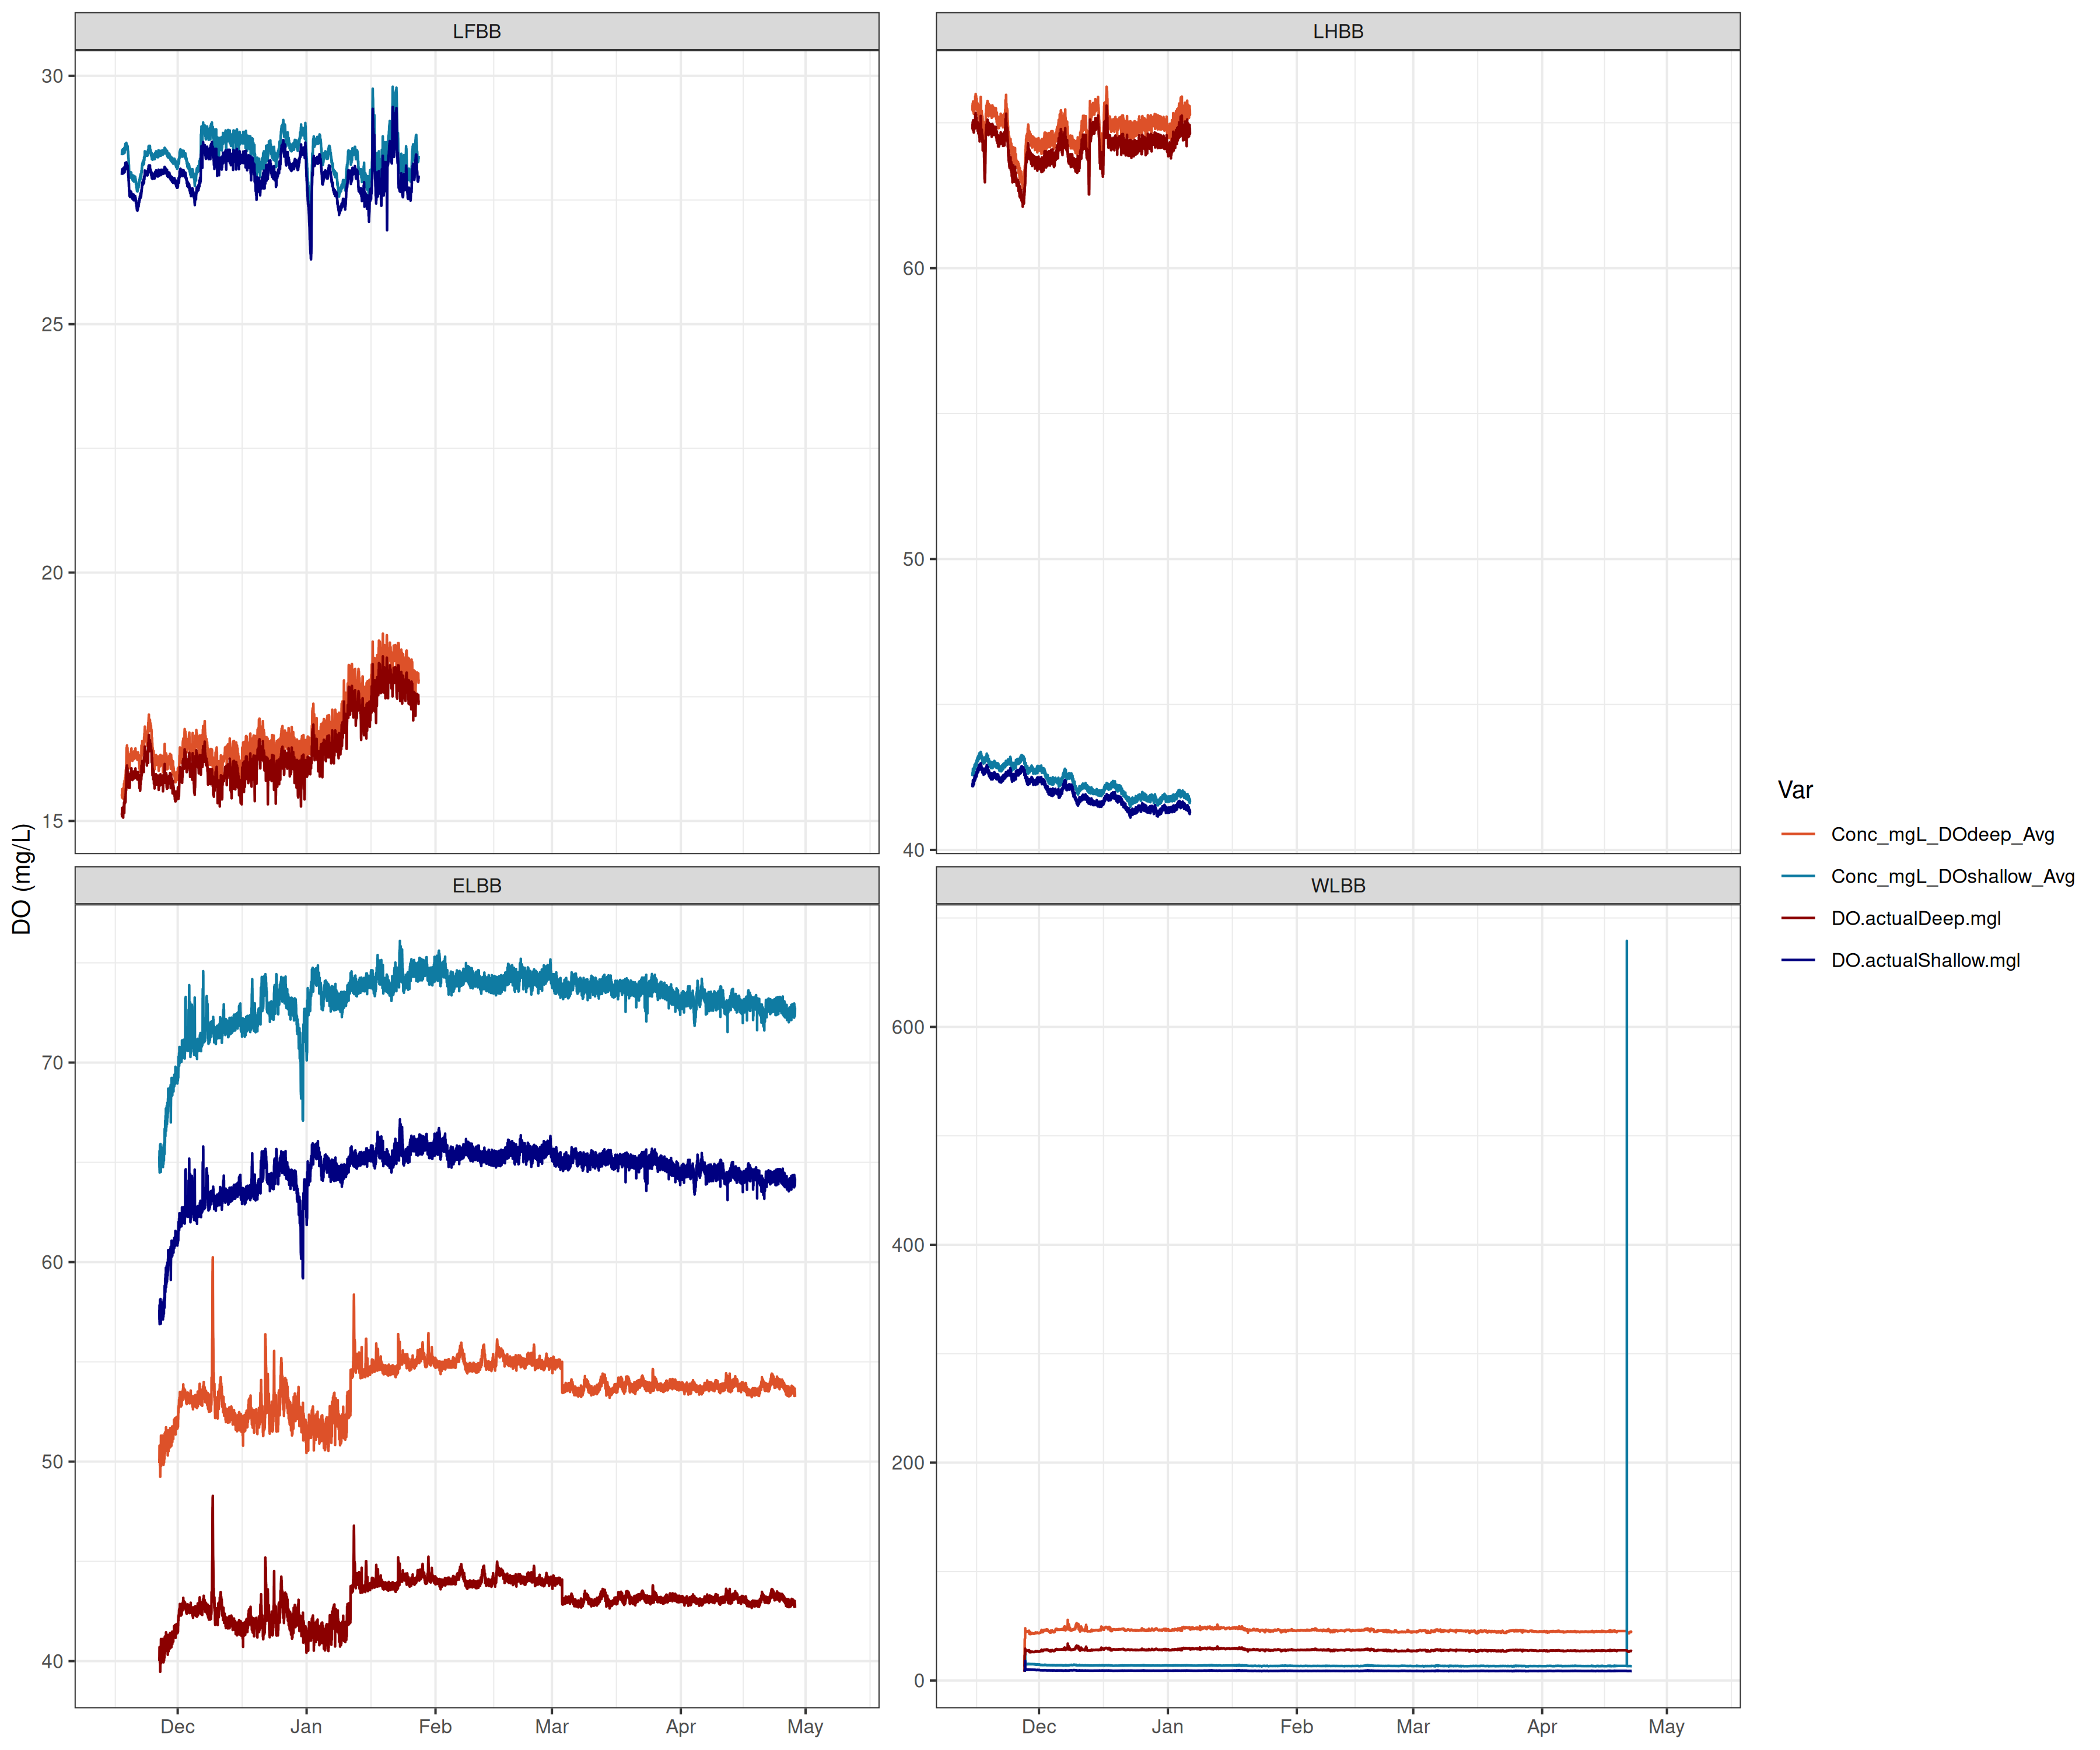 LFBB
LHBB
30
25
20
15
60
50
40
DO (mg/L)
ELBB
WLBB
70
60
50
40
600
400
200
0
Dec Jan Feb Mar Apr May
Dec Jan Feb Mar Apr May
Var
Conc_mgL_DOdeep_Avg
Conc_mgL_DOshallow_Avg
DO.actualDeep.mgl
DO.actualShallow.mgl